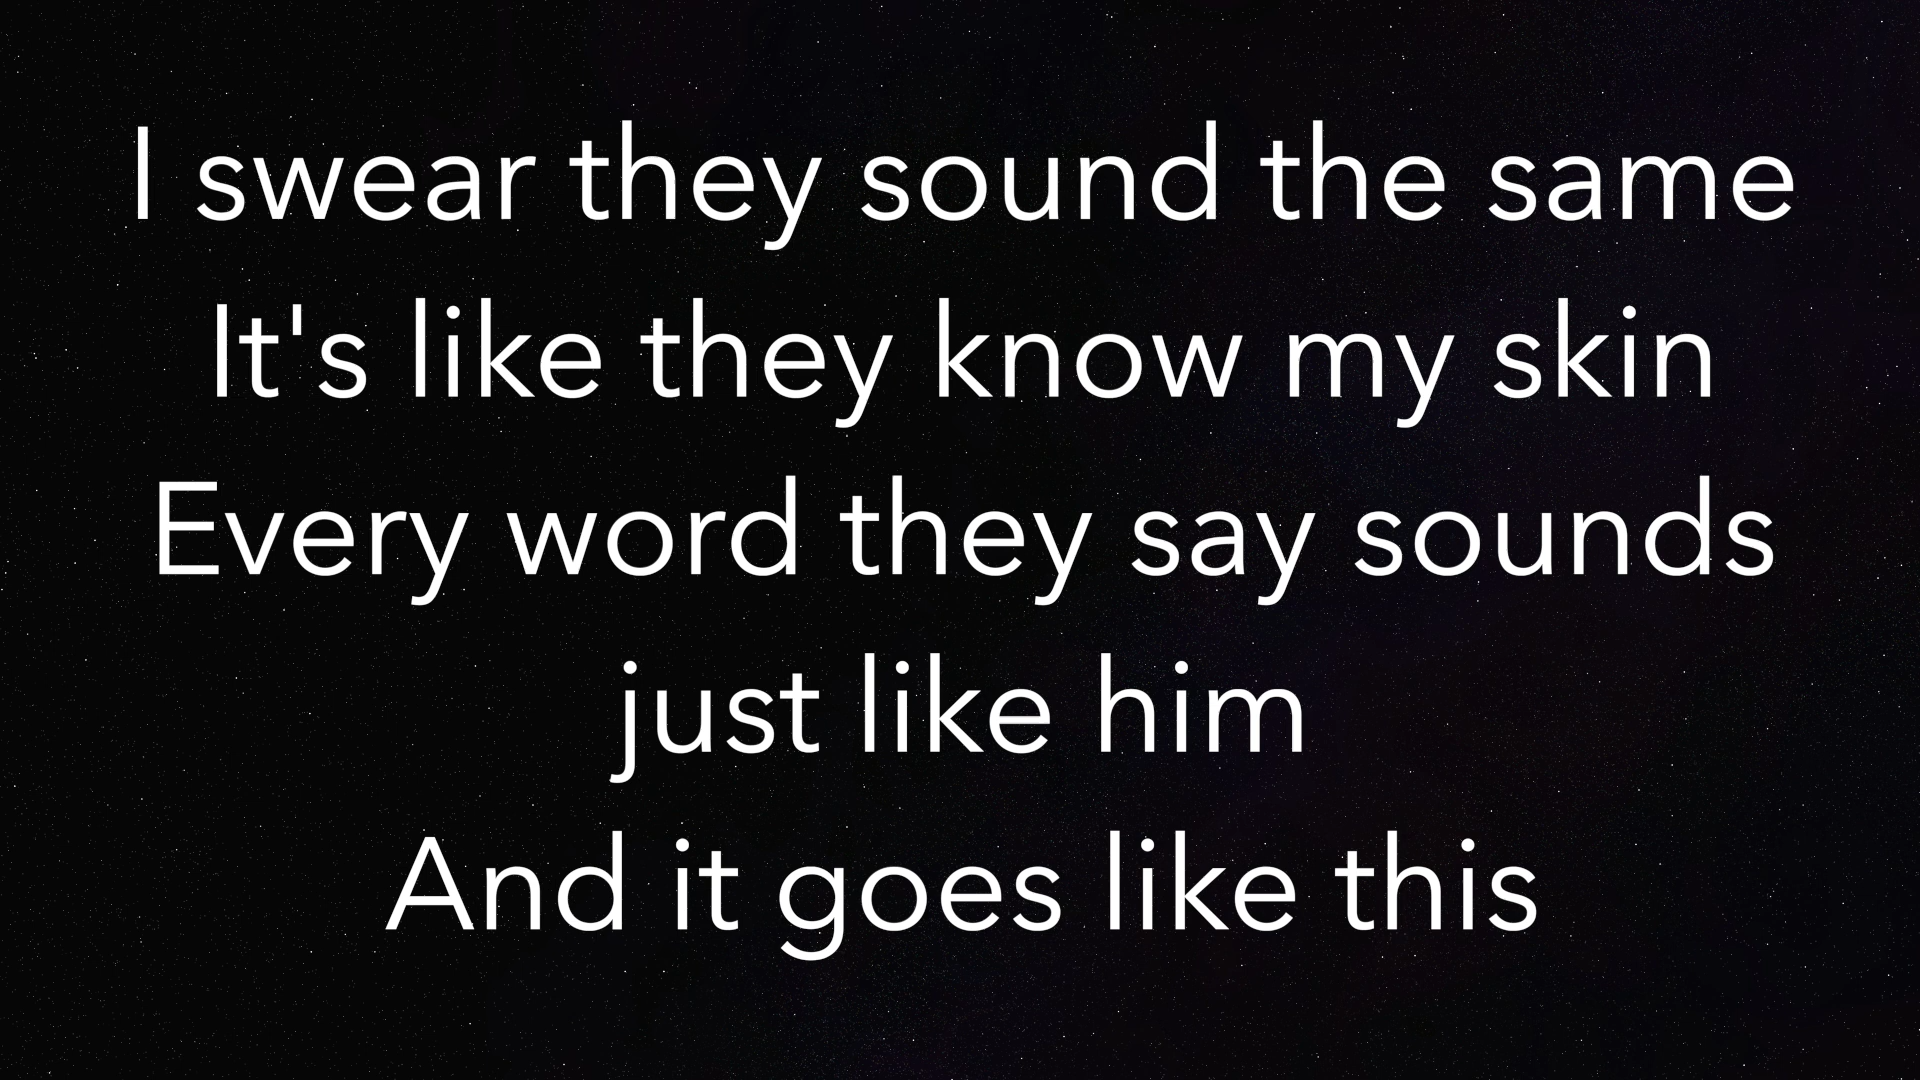 I swear they sound the same
It's like they know my skin
Every word they say sounds
just like him
And it goes like this